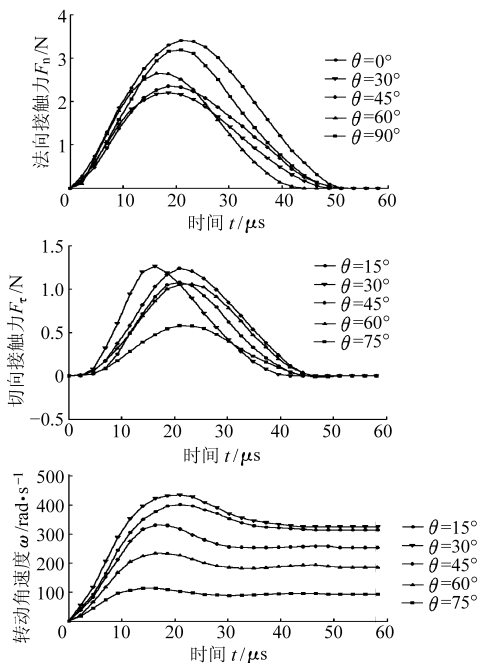 4
3
2
1
法向接触力Fn/N
θ=0°
θ=30°
θ=45°
θ=60°
θ=90°
0 10 20 30 40 50 60
时间 t/μs
1.5
1.0
0.5
0.0
-0.5
切向接触力Fτ/N
θ=15°
θ=30°
θ=45°
θ=60°
θ=75°
0 10 20 30 40 50 60
时间 t/μs
500
400
300
200
100
转动角速度 ω/rad·s⁻¹
θ=15°
θ=30°
θ=45°
θ=60°
θ=75°
0 10 20 30 40 50 60
时间 t/μs